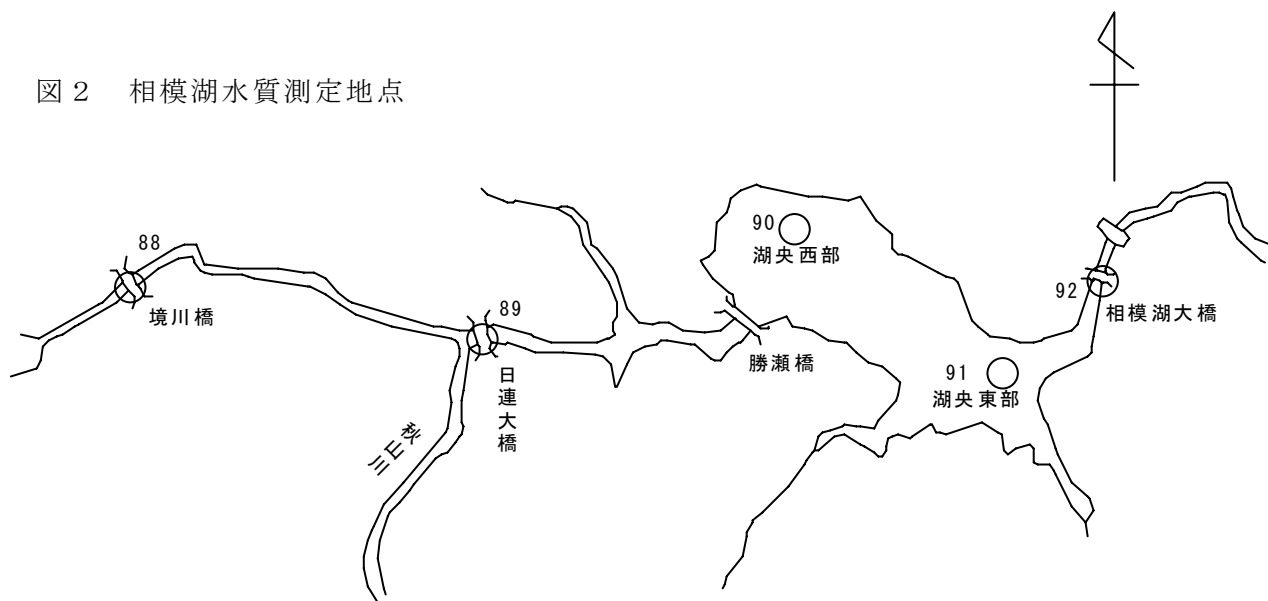 図2 相模湖水質測定地点
88
境川橋
89
日連大橋
秋山川
90
湖央西部
勝瀬橋
91
湖央東部
92
相模湖大橋